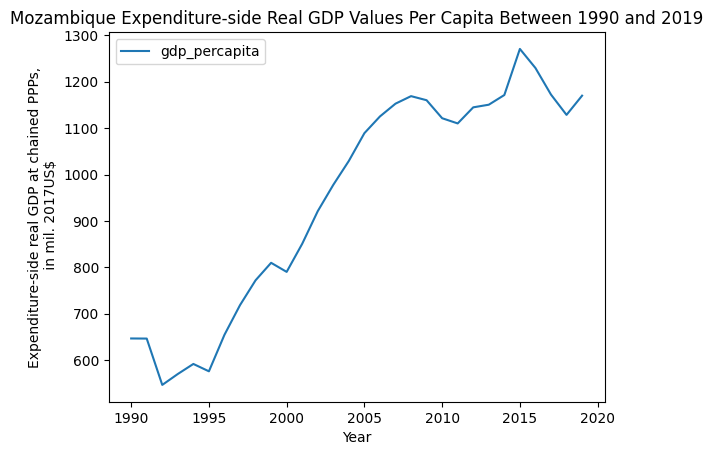 Mozambique Expenditure-side Real GDP Values Per Capita Between 1990 and 2019
gdp_percapita
1300
1200
1100
1000
900
800
700
600
Expenditure-side real GDP at chained PPPs,
in mil. 2017US$
1990 1995 2000 2005 2010 2015 2020
Year